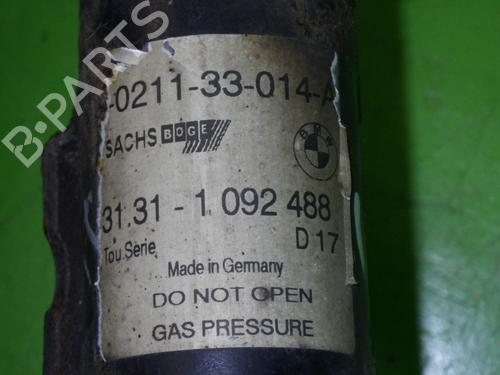 -0211-33-014-A
SACHS BOGE BMW
31.31 - 1 092 488
Tou.Serie D 17
Made in Germany
DO NOT OPEN
GAS PRESSURE
B-PARTS